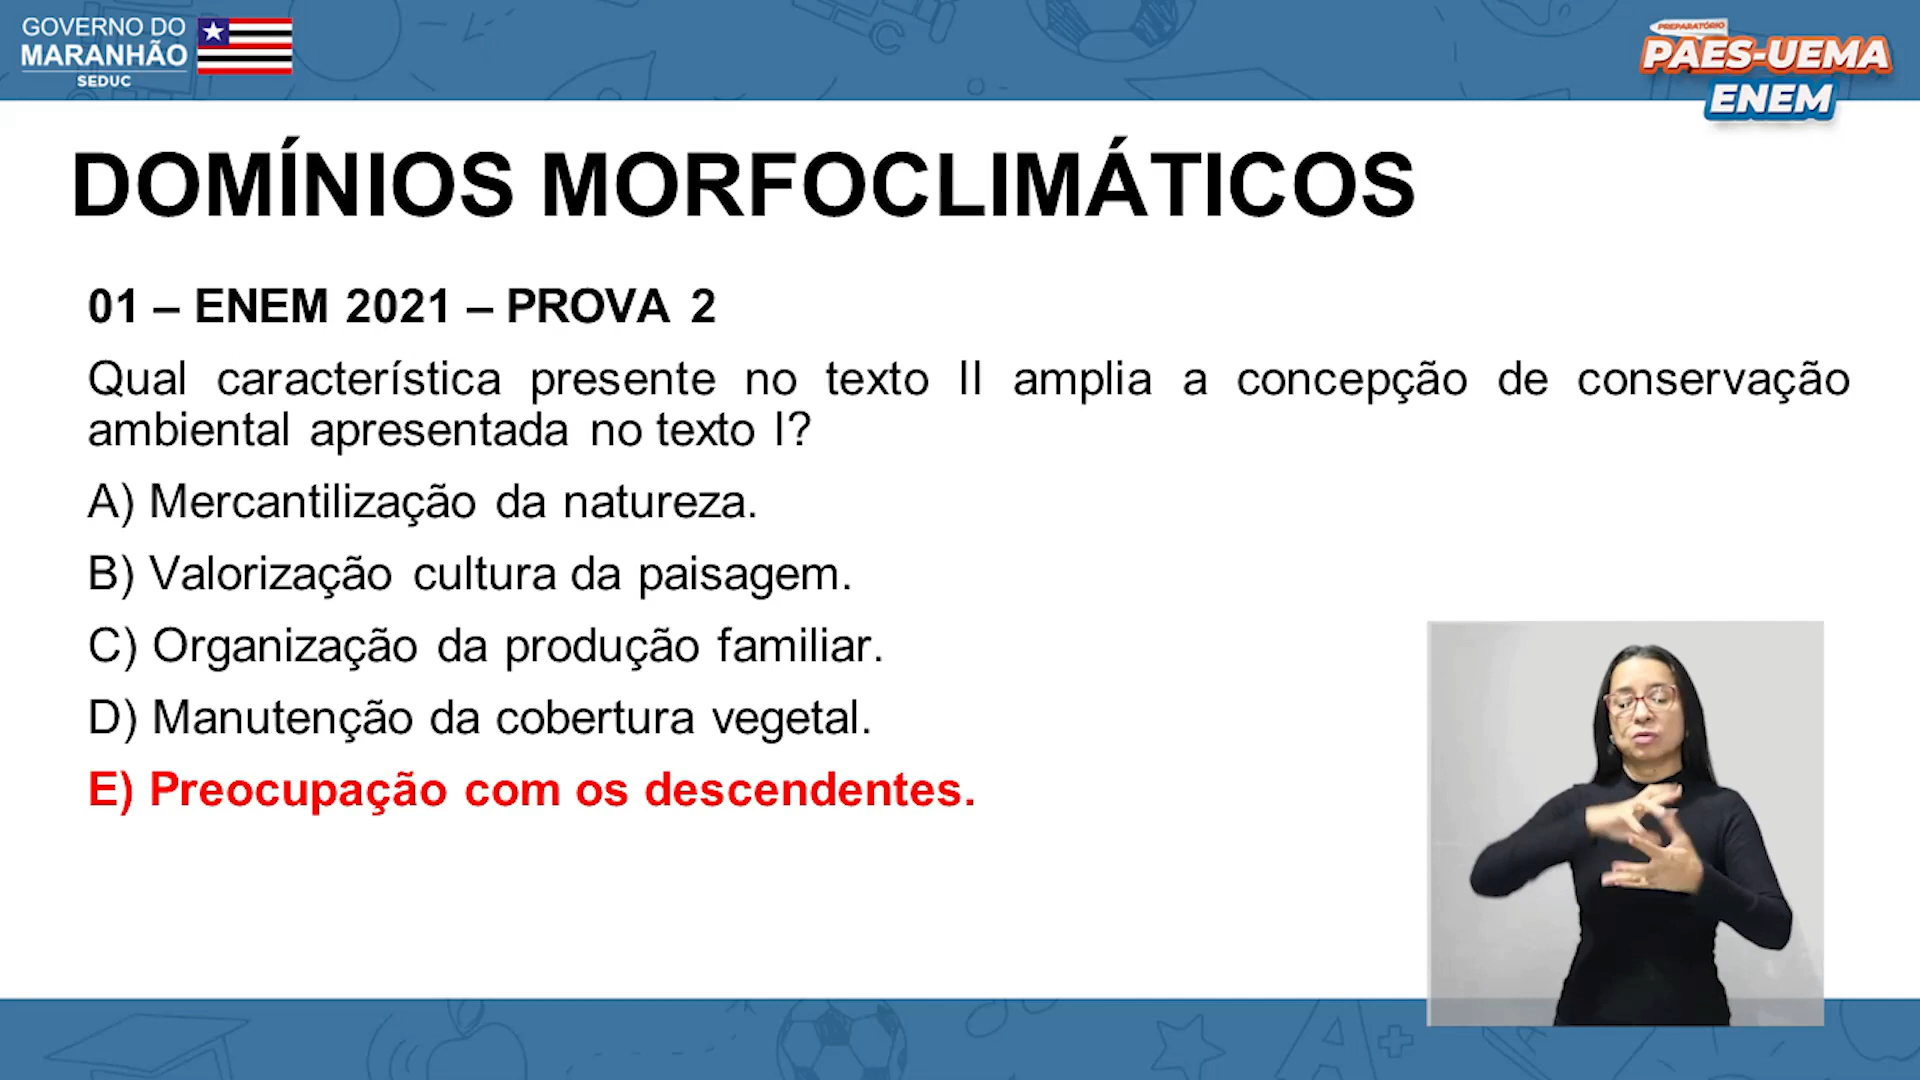 GOVERNO DO
MARANHÃO
SEDUC
PREPARATÓRIO
PAES-UEMA
ENEM
DOMÍNIOS MORFOCLIMÁTICOS
01 – ENEM 2021 – PROVA 2
Qual característica presente no texto II amplia a concepção de conservação
ambiental apresentada no texto I?
A) Mercantilização da natureza.
B) Valorização cultura da paisagem.
C) Organização da produção familiar.
D) Manutenção da cobertura vegetal.
E) Preocupação com os descendentes.